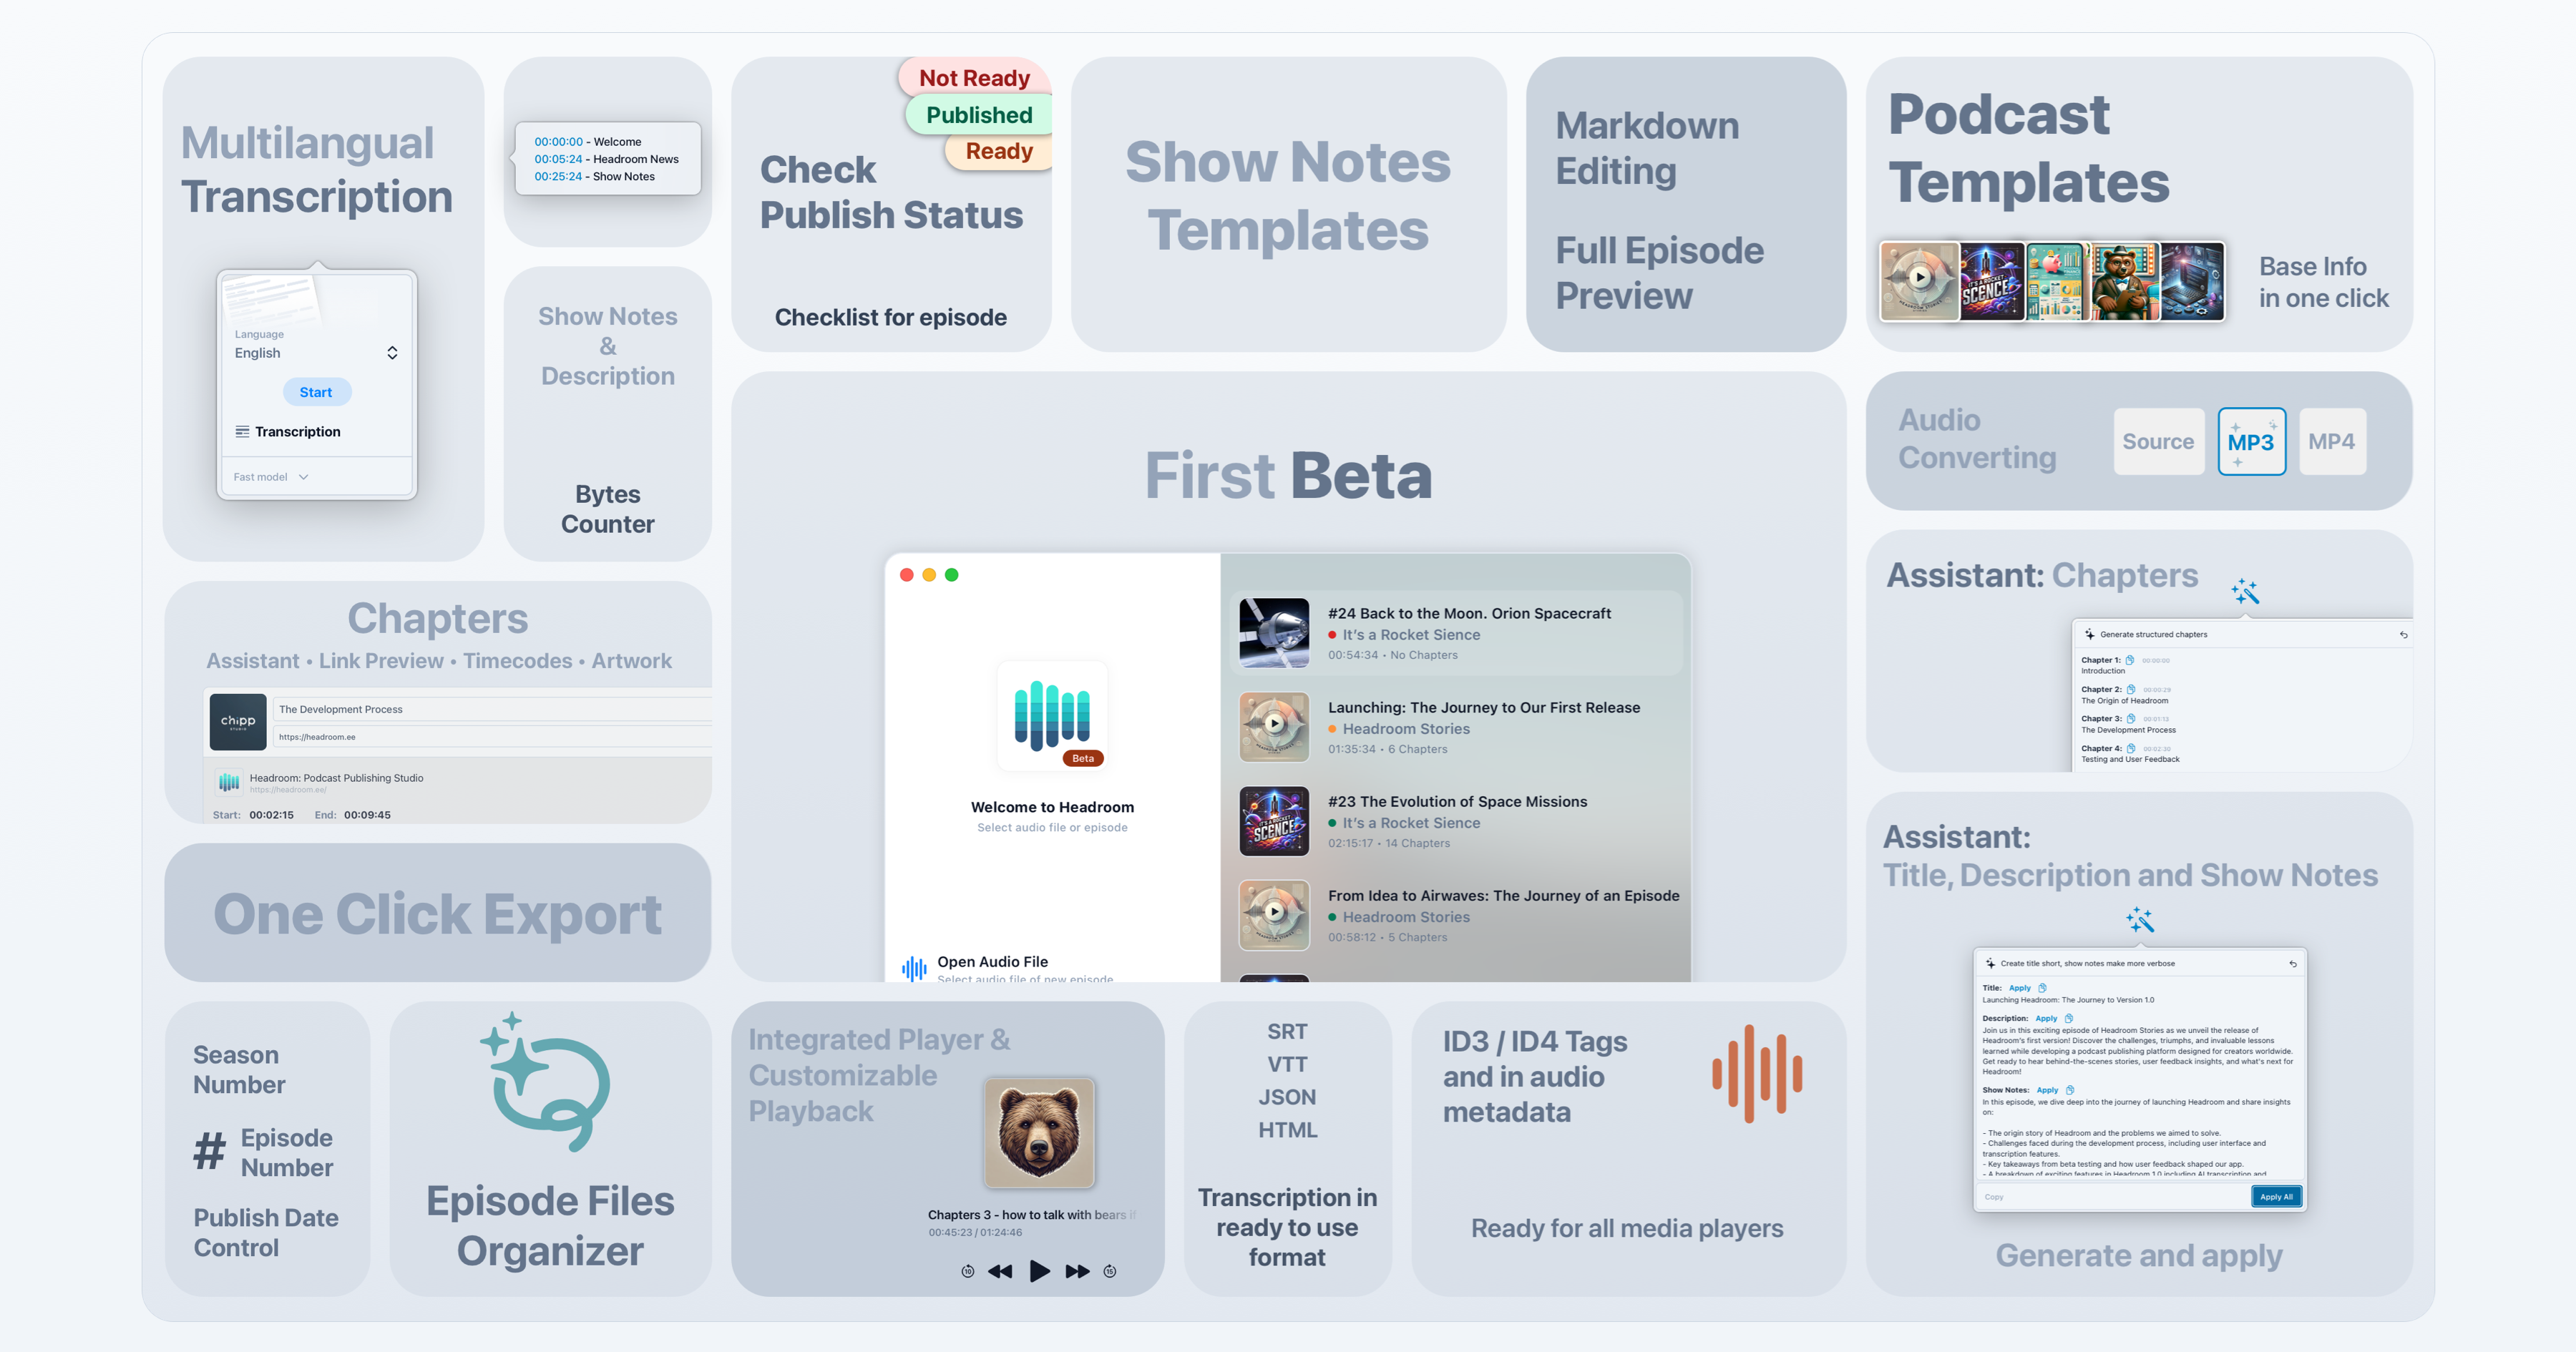 Multilangual
Transcription
Language
English
Start
Transcription
Fast model
00:00:00 - Welcome
00:05:24 - Headroom News
00:25:24 - Show Notes
Show Notes
&
Description
Bytes
Counter
Not Ready
Published
Ready
Check
Publish Status
Checklist for episode
Show Notes
Templates
Markdown
Editing
Full Episode
Preview
Podcast
Templates
SCENCE
Base Info
in one click
Audio
Converting
Source
MP3
MP4
First Beta
Beta
Welcome to Headroom
Select audio file or episode
Open Audio File
Select audio file of new episode
#24 Back to the Moon. Orion Spacecraft
It's a Rocket Sience
00:54:34 • No Chapters
Launching: The Journey to Our First Release
Headroom Stories
01:35:34 • 6 Chapters
IT'S A ROCKET
SCENCE
#23 The Evolution of Space Missions
It's a Rocket Sience
02:15:17 • 14 Chapters
From Idea to Airwaves: The Journey of an Episode
Headroom Stories
00:58:12 • 5 Chapters
Chapters
Assistant • Link Preview • Timecodes • Artwork
chipp
STUDIO
The Development Process
https://headroom.ee
Headroom: Podcast Publishing Studio
https://headroom.ee/
Start: 00:02:15 End: 00:09:45
One Click Export
Assistant: Chapters
Generate structured chapters
Chapter 1: 00:00:00
Introduction
Chapter 2: 00:00:29
The Origin of Headroom
Chapter 3: 00:01:13
The Development Process
Chapter 4: 00:02:30
Testing and User Feedback
Assistant:
Title, Description and Show Notes
Create title short, show notes make more verbose
Title: Apply
Launching Headroom: The Journey to Version 1.0
Description: Apply
Join us in this exciting episode of Headroom Stories as we unveil the release of
Headroom's first version! Discover the challenges, triumphs, and invaluable lessons
learned while developing a podcast publishing platform designed for creators worldwide.
Get ready to hear behind-the-scenes stories, user feedback insights, and what's next for
Headroom!
Show Notes: Apply
In this episode, we dive deep into the journey of launching Headroom and share insights
on:
- The origin story of Headroom and the problems we aimed to solve.
- Challenges faced during the development process, including user interface and
transcription features.
- Key takeaways from beta testing and how user feedback shaped our app.
- A breakdown of exciting features in Headroom 1.0 including AI transcription and
Copy
Apply All
Generate and apply
Season
Number
# Episode
Number
Publish Date
Control
Episode Files
Organizer
Integrated Player &
Customizable
Playback
Chapters 3 - how to talk with bears if
00:45:23 / 01:24:46
10
15
SRT
VTT
JSON
HTML
Transcription in
ready to use
format
ID3 / ID4 Tags
and in audio
metadata
Ready for all media players